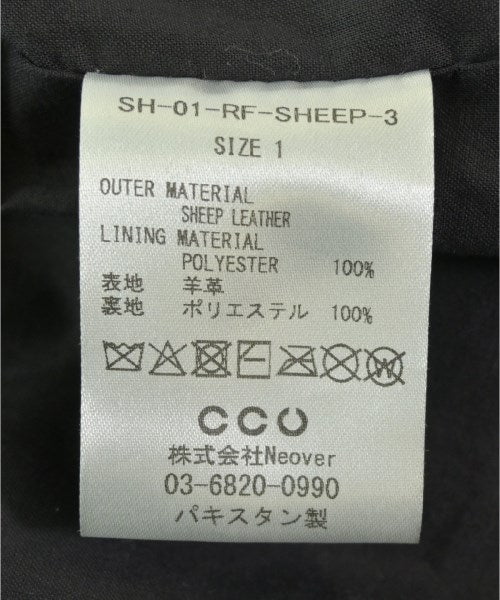 SH-01-RF-SHEEP-3
SIZE 1
OUTER MATERIAL
SHEEP LEATHER
LINING MATERIAL
POLYESTER 100%
表地 羊革
裏地 ポリエステル 100%
CCU
株式会社Neover
03-6820-0990
パキスタン製